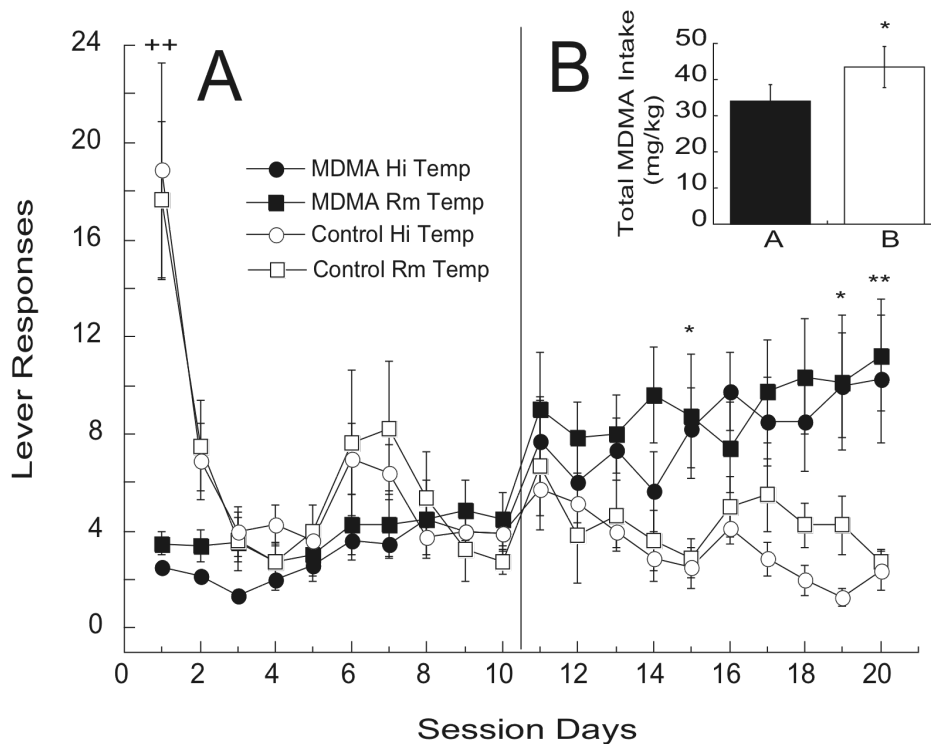 24
20
16
12
8
4
0
Lever Responses
++
A
MDMA Hi Temp
MDMA Rm Temp
Control Hi Temp
Control Rm Temp
B
* ** *
Total MDMA Intake
(mg/kg)
50
40
30
20
10
0
*
A B
0 2 4 6 8 10 12 14 16 18 20
Session Days